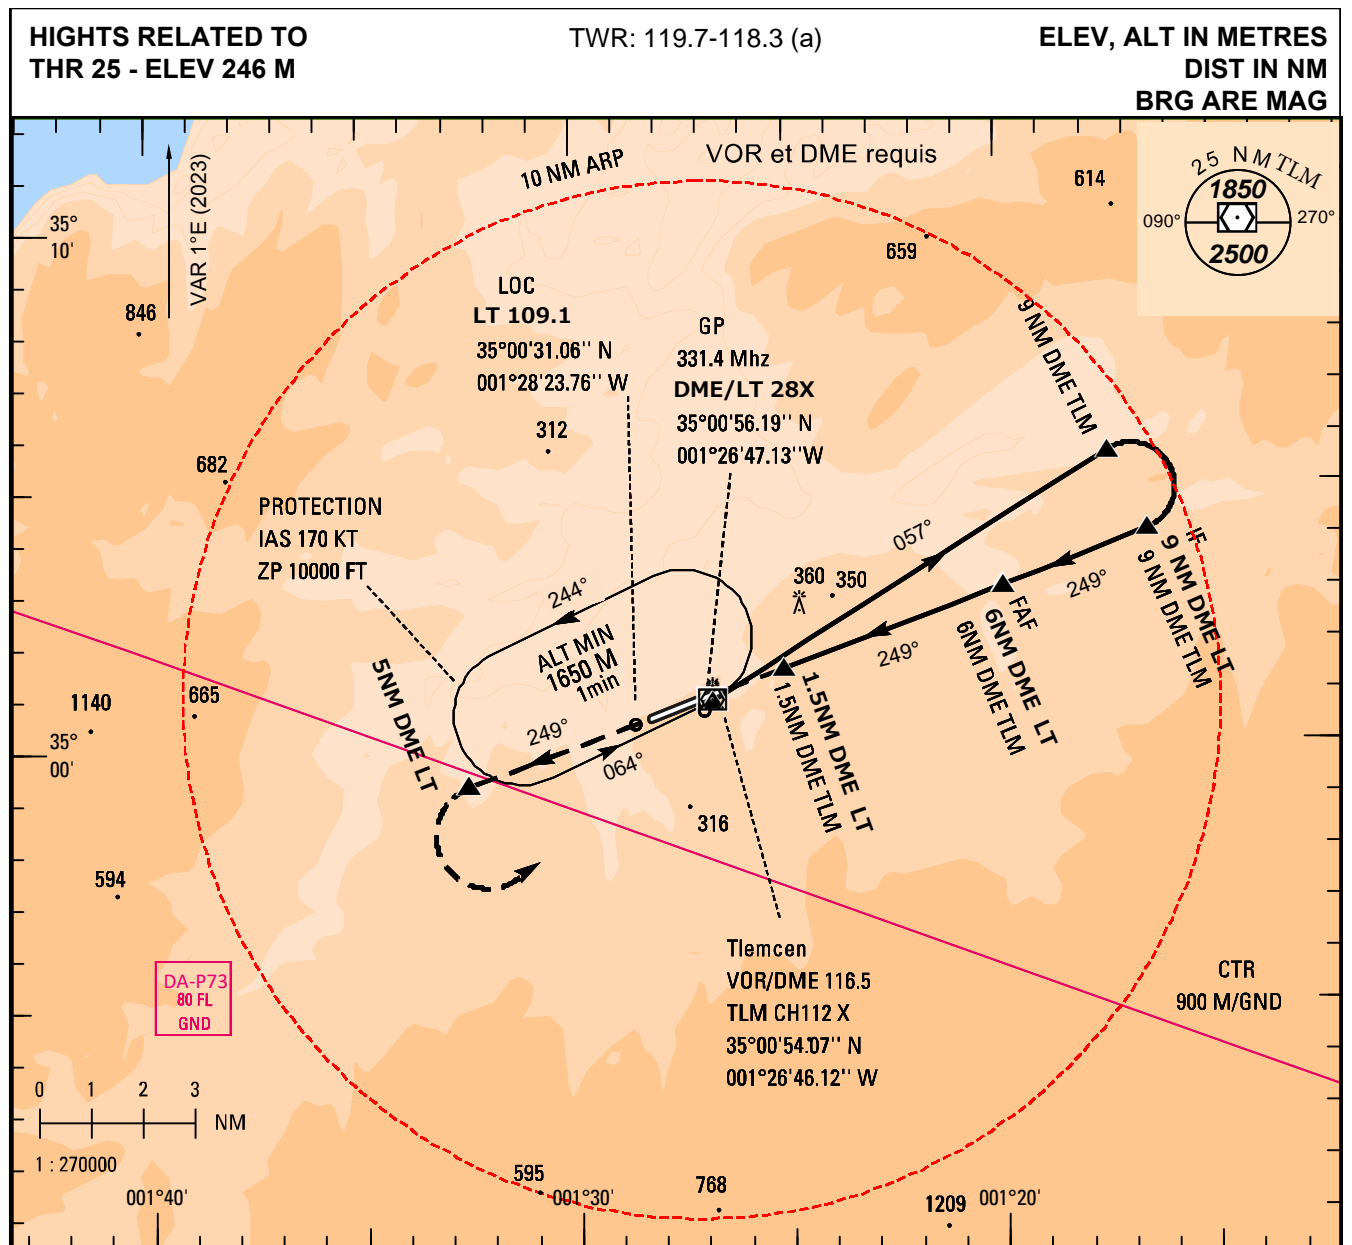 HIGHTS RELATED TO
THR 25 - ELEV 246 M
TWR: 119.7-118.3 (a)
ELEV, ALT IN METRES
DIST IN NM
BRG ARE MAG
VOR et DME requis
10 NM ARP
25 NM TLM
1850
090°
270°
2500
614
659
35°
10'
VAR 1°E (2023)
846
LOC
LT 109.1
35°00'31.06'' N
001°28'23.76'' W
GP
331.4 Mhz
DME/LT 28X
35°00'56.19'' N
001°26'47.13''W
9 NM DME TLM
312
682
PROTECTION
IAS 170 KT
ZP 10000 FT
057°
IF
9 NM DME LT
9 NM DME TLM
249°
360
350
244°
FAF
6NM DME LT
6NM DME TLM
249°
ALT MIN
1650 M
1min
5NM DME LT
1.5NM DME LT
1.5NM DME TLM
1140
665
249°
064°
35°
00'
316
594
Tlemcen
VOR/DME 116.5
TLM CH112 X
35°00'54.07'' N
001°26'46.12'' W
CTR
900 M/GND
DA-P73
80 FL
GND
0 1 2 3
NM
1 : 270000
595
768
1209
001°40'
001°30'
001°20'